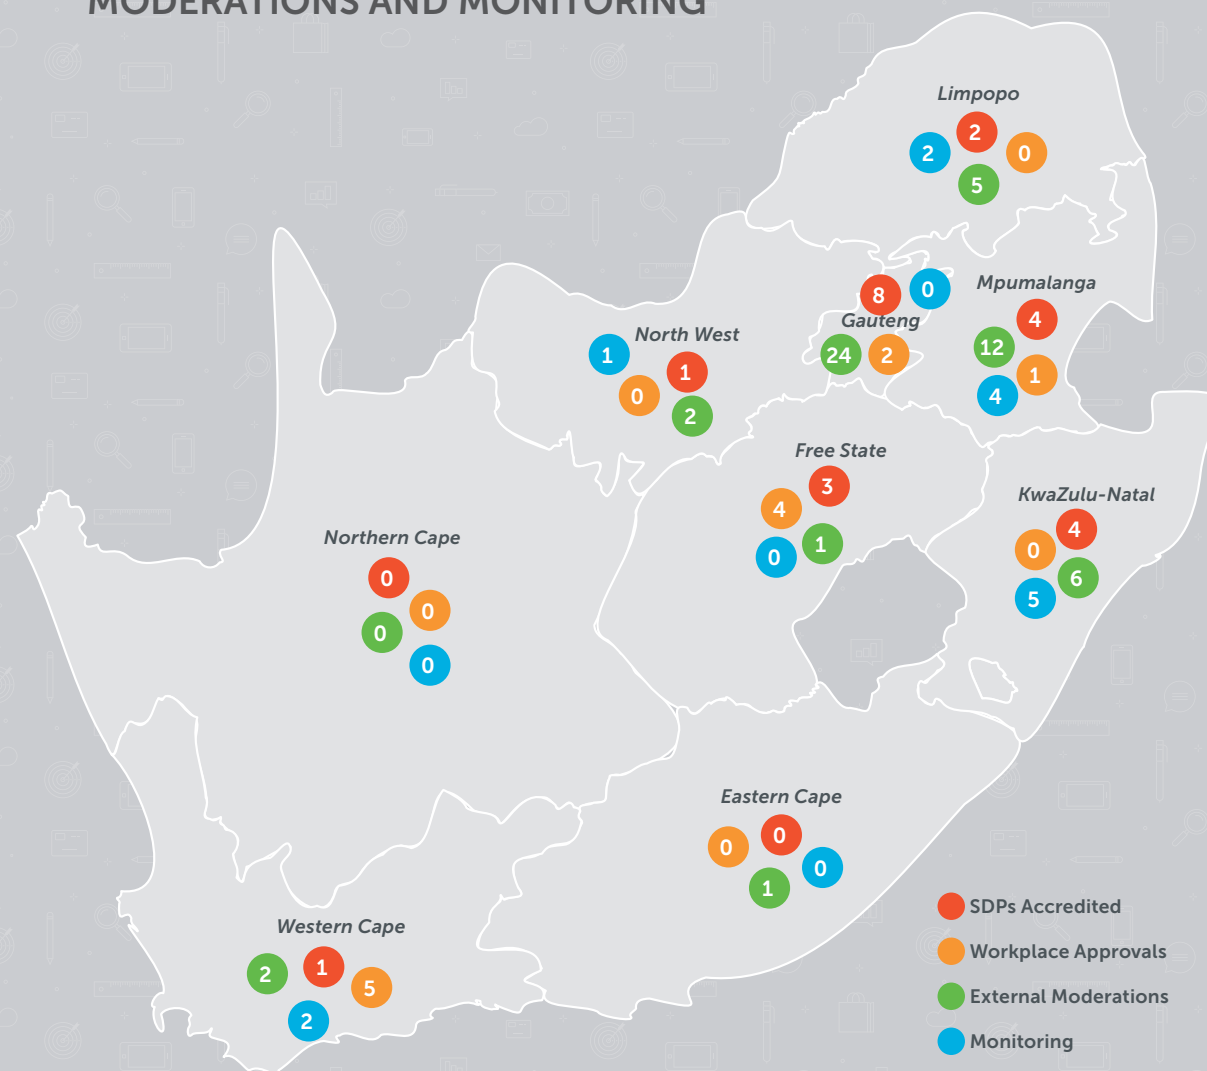 MODERATIONS AND MONITORING
Limpopo
2
2
0
5
8
0
Gauteng
24
2
Mpumalanga
4
12
1
4
North West
1
1
0
2
Free State
3
4
1
0
KwaZulu-Natal
4
0
6
5
Northern Cape
0
0
0
0
Eastern Cape
0
0
0
1
Western Cape
2
1
5
2
SDPs Accredited
Workplace Approvals
External Moderations
Monitoring